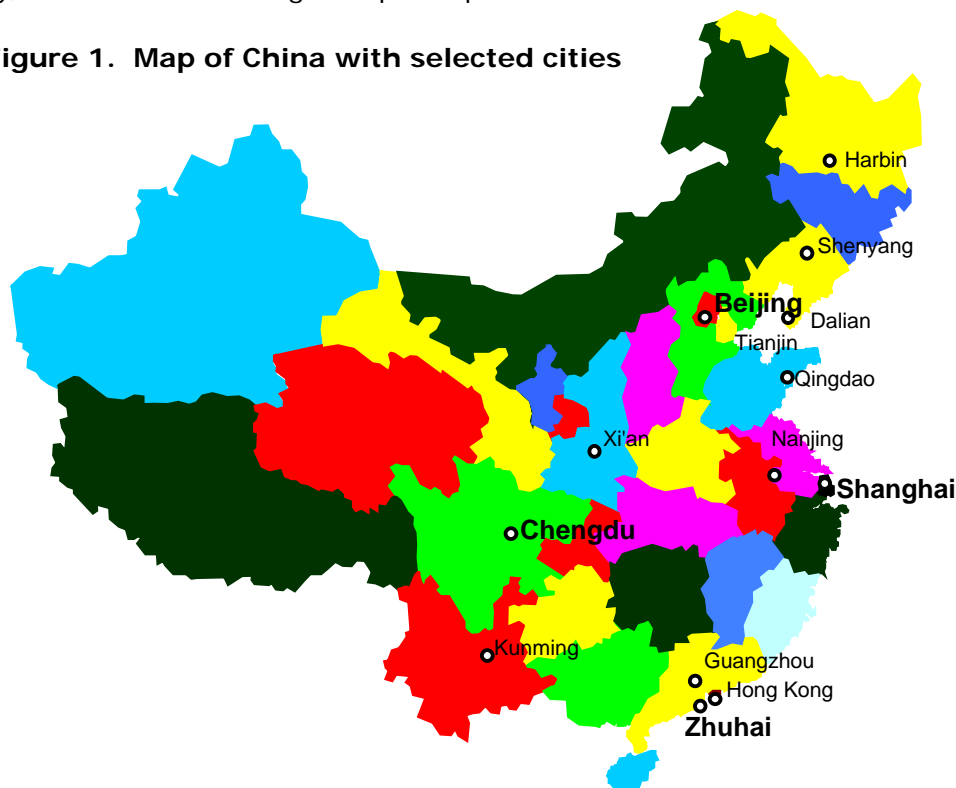 igure 1. Map of China with selected cities
Harbin
Shenyang
Beijing
Dalian
Tianjin
Qingdao
Xi'an
Nanjing
Shanghai
Chengdu
Kunming
Guangzhou
Hong Kong
Zhuhai